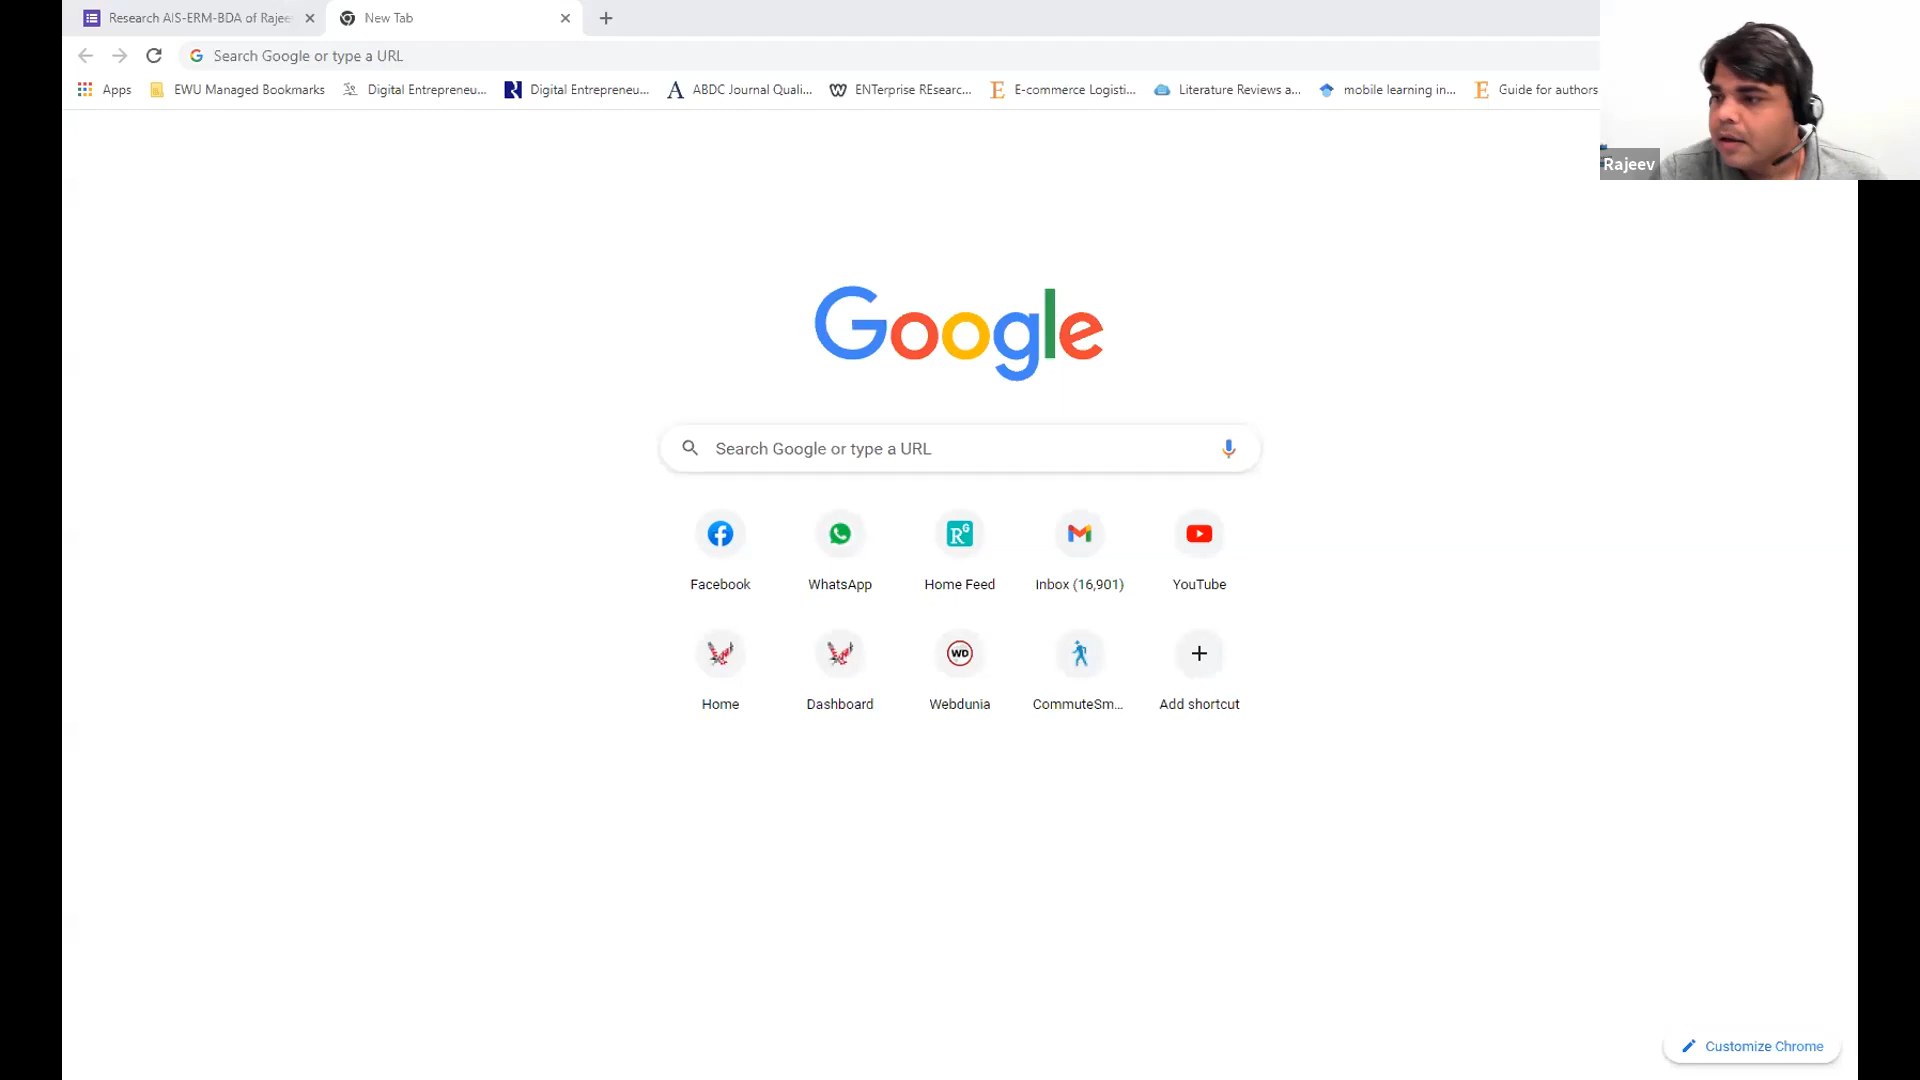 Research AIS-ERM-BDA of Rajee
New Tab
Search Google or type a URL
Apps
EWU Managed Bookmarks
Digital Entrepreneu...
Digital Entrepreneu...
ABDC Journal Quali...
ENTerprise REsearc...
E-commerce Logisti...
Literature Reviews a...
mobile learning in...
Guide for authors
Rajeev
Google
Search Google or type a URL
Facebook
WhatsApp
Home Feed
Inbox (16,901)
YouTube
Home
Dashboard
WD
Webdunia
CommuteSm...
Add shortcut
Customize Chrome